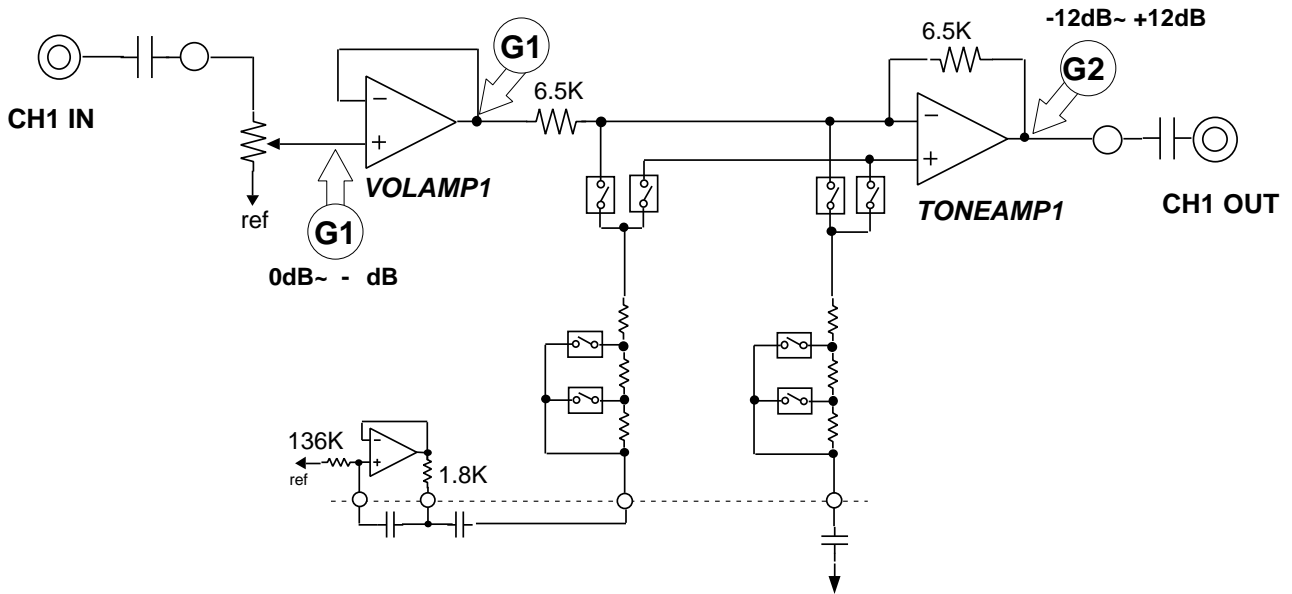 -12dB~ +12dB
G1
6.5K
G2
6.5K
CH1 IN
−
+
−
+
VOLAMP1
TONEAMP1
CH1 OUT
ref
G1
0dB~ - dB
136K
−
+
1.8K
ref